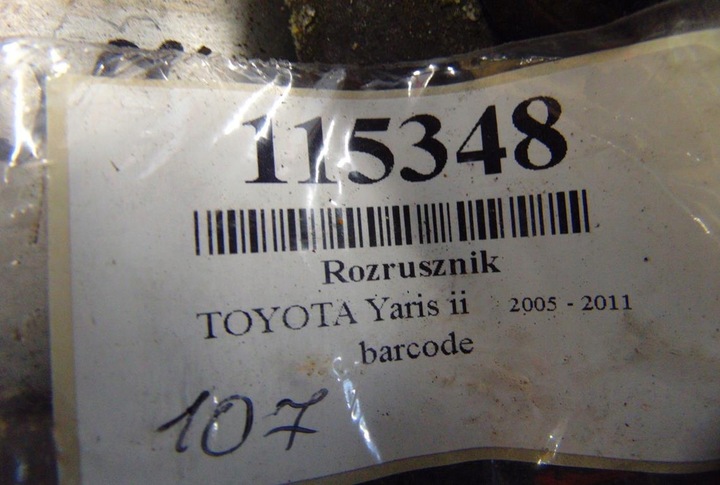 115348
Rozrusznik
TOYOTA Yaris ii 2005 - 2011
barcode
107